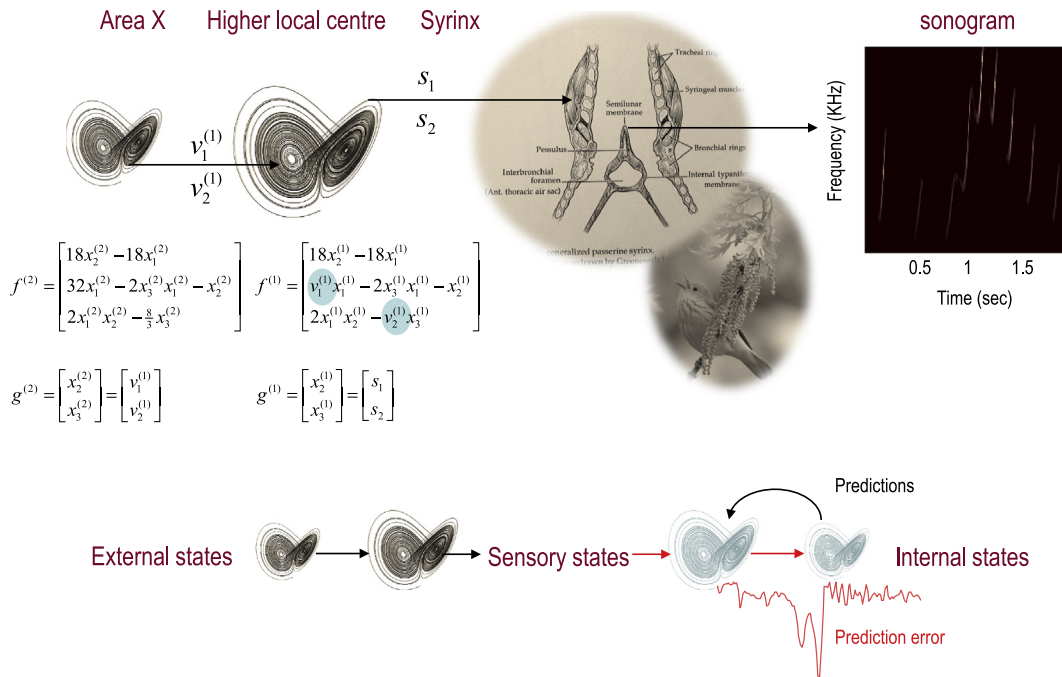 Area X
Higher local centre
Syrinx
sonogram
s₁
s₂
v₁⁽¹⁾
v₂⁽¹⁾
Tracheal
Syringeal
Semilunar
membrane
Pessulus
Bronchial rings
Interbronchial
foramen
(Ant. thoracic air sac)
Internal
generalized passerine syrinx.
drawn by
Frequency (KHz)
0.5 1 1.5
Time (sec)
f⁽²⁾ = [18x₂⁽²⁾ − 18x₁⁽²⁾
32x₁⁽²⁾ − 2x₃⁽²⁾x₁⁽²⁾ − x₂⁽²⁾
2x₁⁽²⁾x₂⁽²⁾ − 8/3 x₃⁽²⁾]
f⁽¹⁾ = [18x₂⁽¹⁾ − 18x₁⁽¹⁾
v₁⁽¹⁾x₁⁽¹⁾ − 2x₃⁽¹⁾x₁⁽¹⁾ − x₂⁽¹⁾
2x₁⁽¹⁾x₂⁽¹⁾ − v₂⁽¹⁾x₃⁽¹⁾]
g⁽²⁾ = [x₂⁽²⁾ x₃⁽²⁾] = [v₁⁽¹⁾ v₂⁽¹⁾]
g⁽¹⁾ = [x₂⁽¹⁾ x₃⁽¹⁾] = [s₁ s₂]
Predictions
External states
Sensory states
Internal states
Prediction error